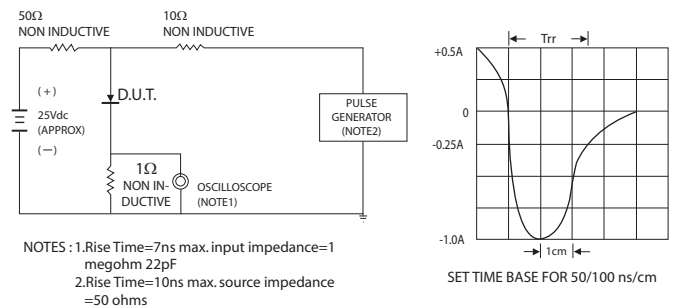 50Ω
NON INDUCTIVE
10Ω
NON INDUCTIVE
(+)
25Vdc
(APPROX)
(—)
D.U.T.
1Ω
NON IN-
DUCTIVE
OSCILLOSCOPE
(NOTE1)
PULSE
GENERATOR
(NOTE2)
NOTES : 1.Rise Time=7ns max. input impedance=1
megohm 22pF
2.Rise Time=10ns max. source impedance
=50 ohms
Trr
+0.5A
0
-0.25A
-1.0A
1cm
SET TIME BASE FOR 50/100 ns/cm